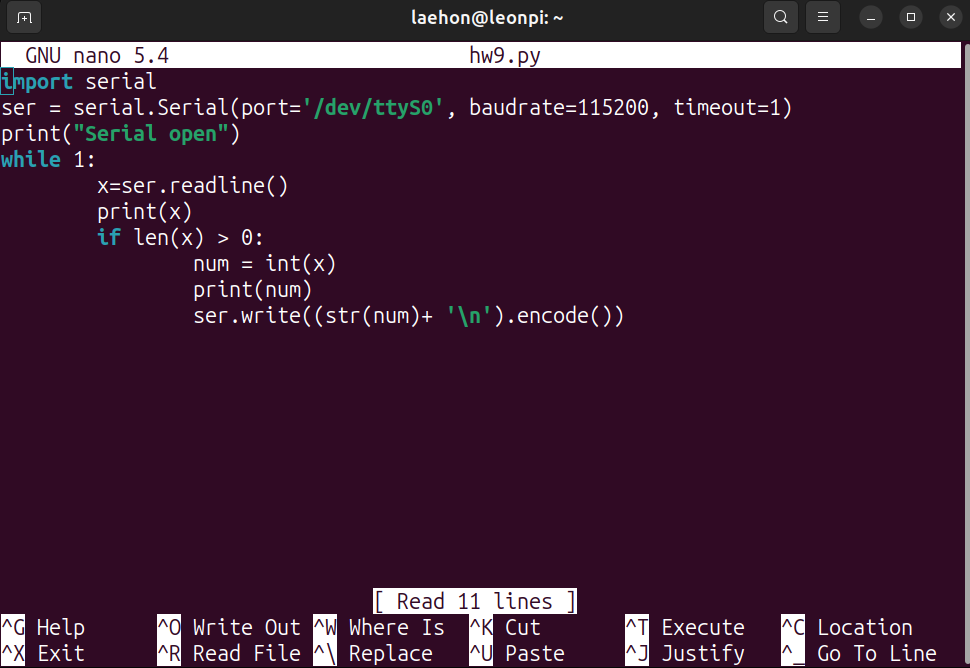 laehon@leonpi: ~
GNU nano 5.4 hw9.py
import serial
ser = serial.Serial(port='/dev/ttyS0', baudrate=115200, timeout=1)
print("Serial open")
while 1:
        x=ser.readline()
        print(x)
        if len(x) > 0:
                num = int(x)
                print(num)
                ser.write((str(num)+ '\n').encode())
[ Read 11 lines ]
^G Help ^O Write Out ^W Where Is ^K Cut ^T Execute ^C Location
^X Exit ^R Read File ^\ Replace ^U Paste ^J Justify ^_ Go To Line